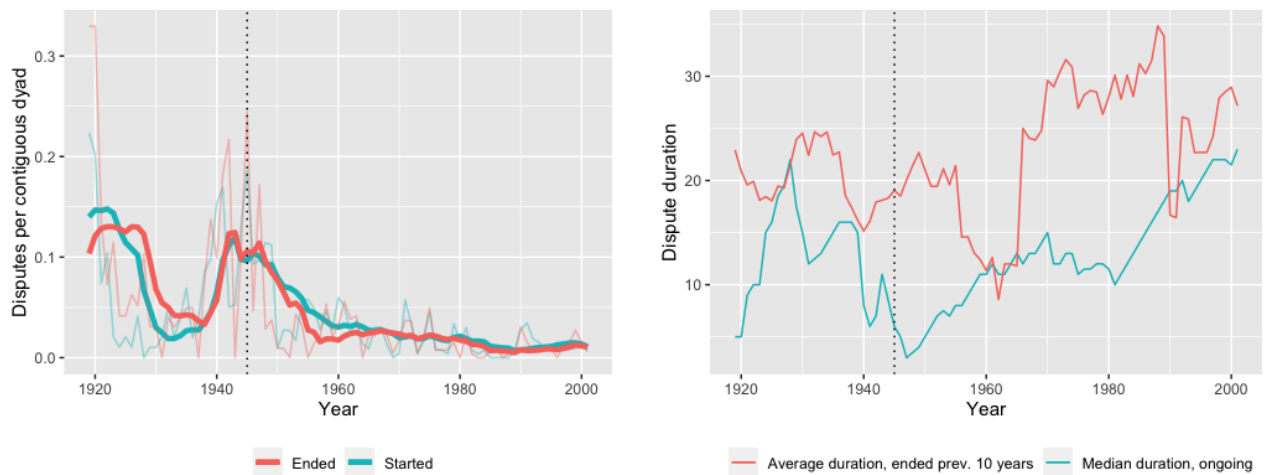 Disputes per contiguous dyad
0.3
0.2
0.1
0.0
1920 1940 1960 1980 2000
Year
Ended Started
Dispute duration
30
20
10
1920 1940 1960 1980 2000
Year
Average duration, ended prev. 10 years Median duration, ongoing